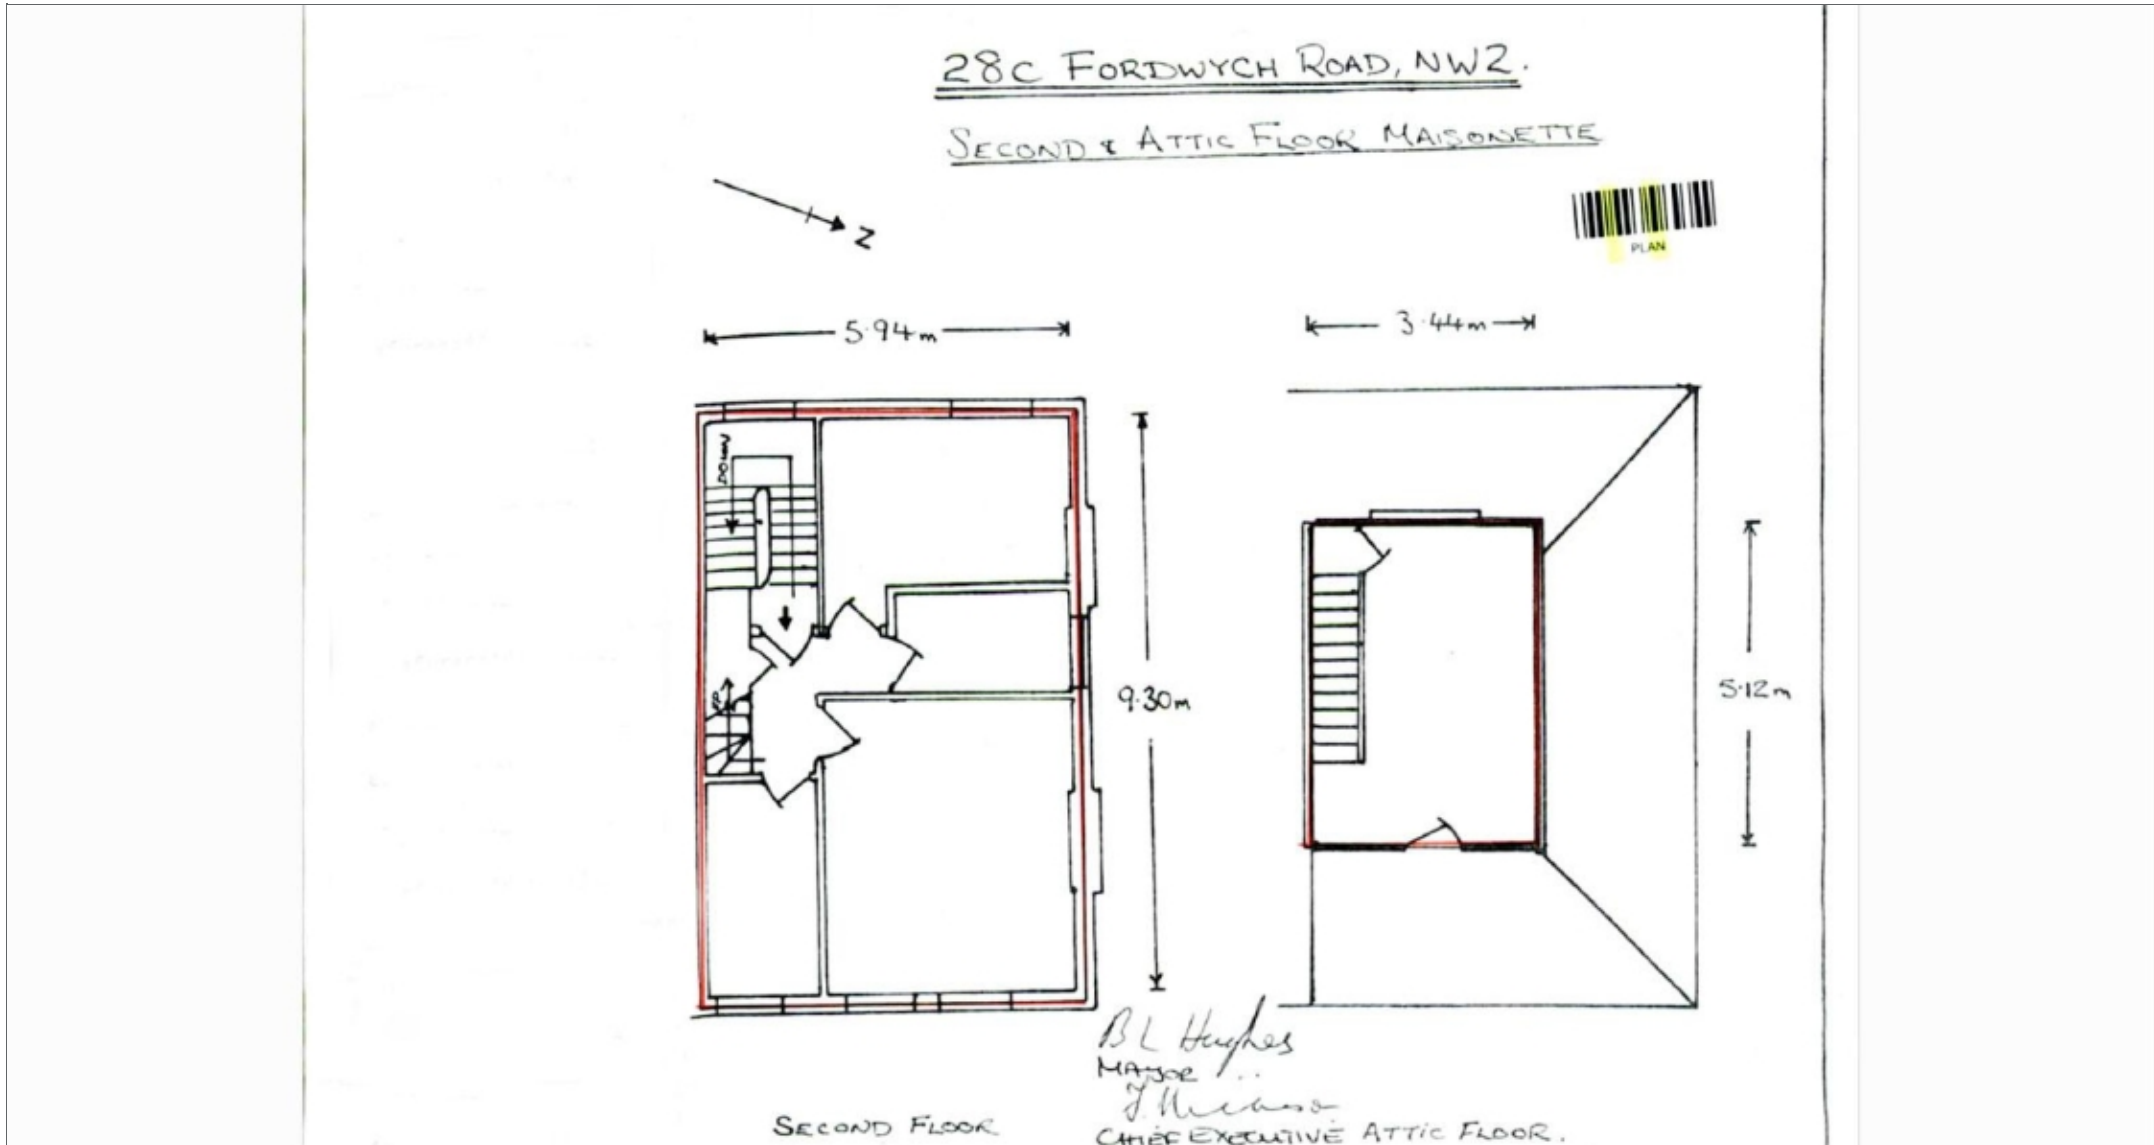 28C FORDWYCH ROAD, NW2.
SECOND & ATTIC FLOOR MAISONETTE
N
PLAN
5.94m
3.44m
DOWN
UP
9.30m
5.12m
B L Hughes
MAYOR
CHIEF EXECUTIVE
SECOND FLOOR
ATTIC FLOOR.